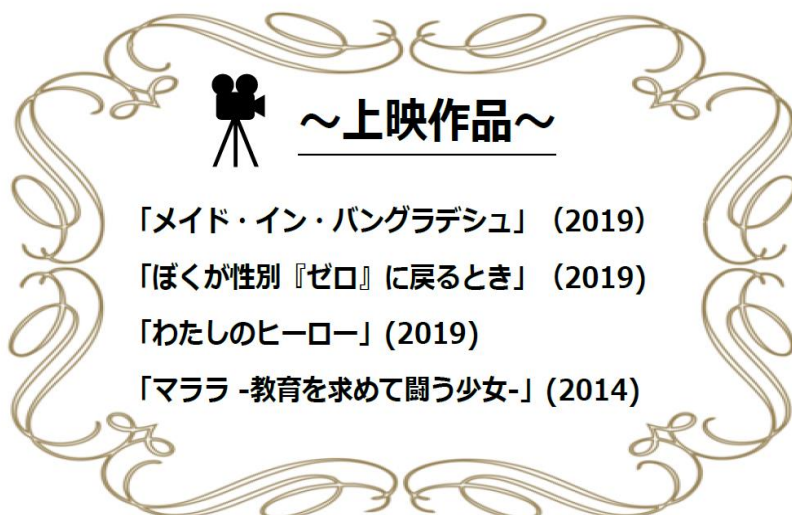 ～上映作品～
「メイド・イン・バングラデシュ」（2019）
「ぼくが性別『ゼロ』に戻るとき」（2019)
「わたしのヒーロー」(2019)
「マララ -教育を求めて闘う少女-」(2014)